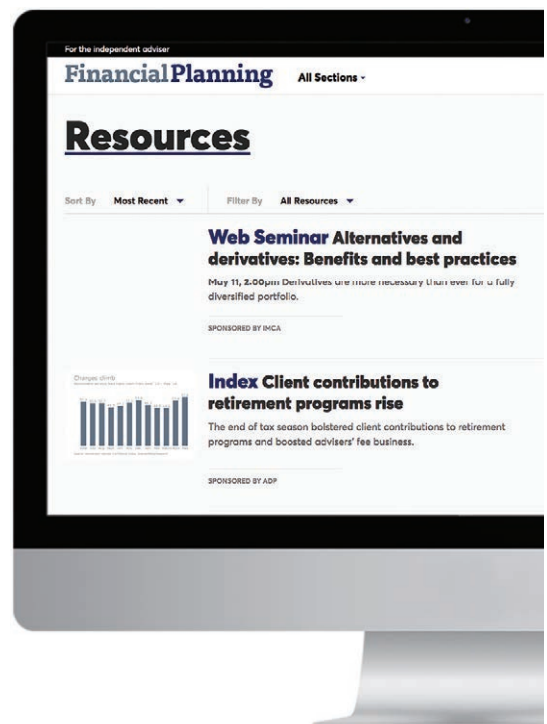 For the independent adviser
Financial Planning All Sections
Resources
Sort By Most Recent Filter By All Resources
Web Seminar Alternatives and
derivatives: Benefits and best practices
May 11, 2.00pm Derivatives are more necessary than ever for a fully
diversified portfolio.
SPONSORED BY IMCA
Changes climb
Index Client contributions to
retirement programs rise
The end of tax season bolstered client contributions to retirement
programs and boosted advisers' fee business.
SPONSORED BY ADP